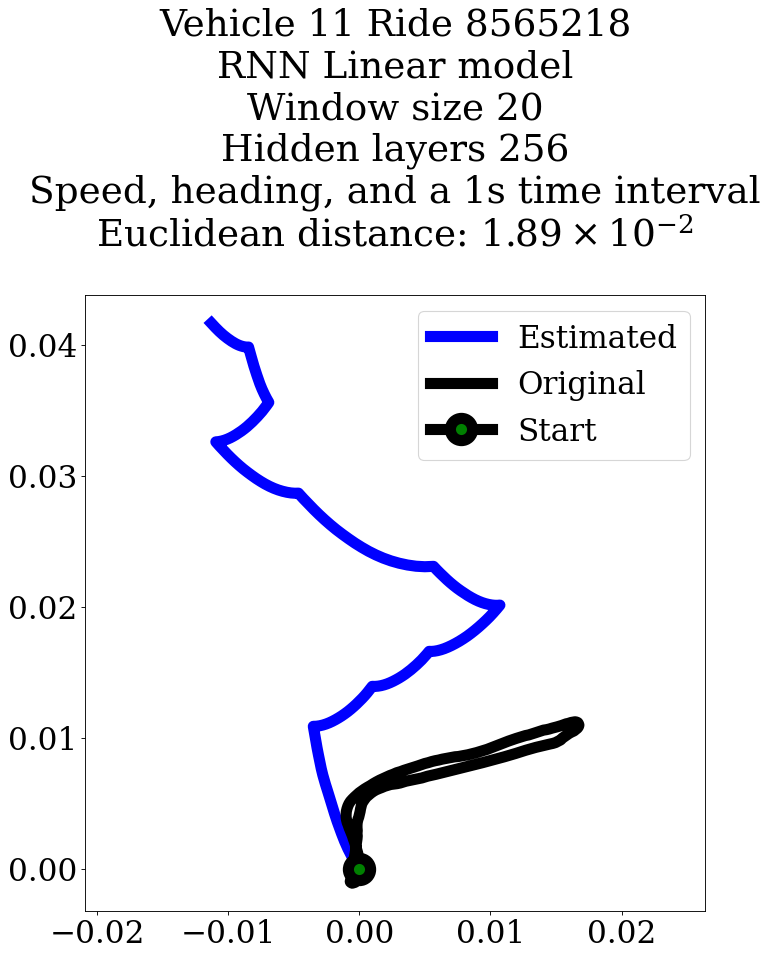 Vehicle 11 Ride 8565218
RNN Linear model
Window size 20
Hidden layers 256
Speed, heading, and a 1s time interval
Euclidean distance: 1.89 × 10⁻²
Estimated
Original
Start
0.04
0.03
0.02
0.01
0.00
−0.02 −0.01 0.00 0.01 0.02